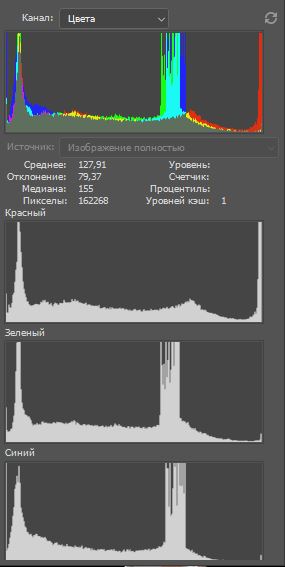 Канал: Цвета
Источник: Изображение полностью
Среднее: 127,91 Уровень:
Отклонение: 79,37 Счетчик:
Медиана: 155 Процентиль:
Пикселы: 162268 Уровней кэш: 1
Красный
Зеленый
Синий